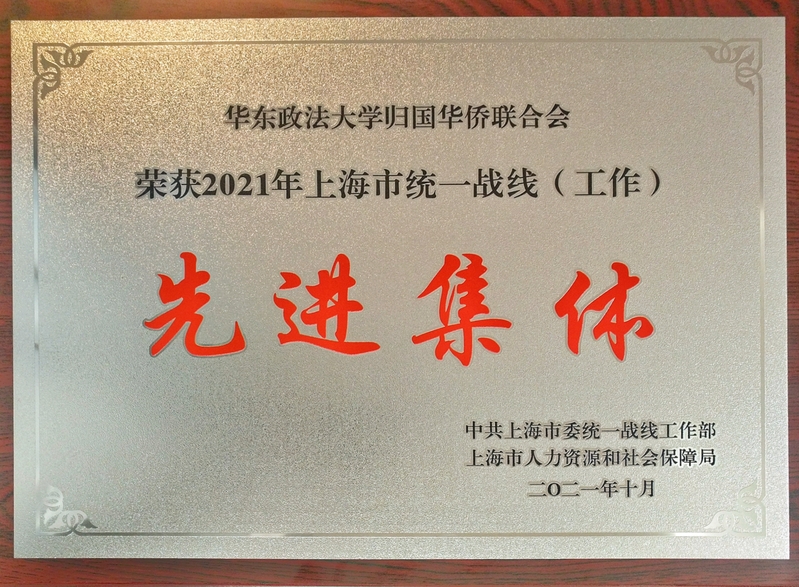 华东政法大学归国华侨联合会
荣获2021年上海市统一战线（工作）
先进集体
中共上海市委统一战线工作部
上海市人力资源和社会保障局
二〇二一年十月